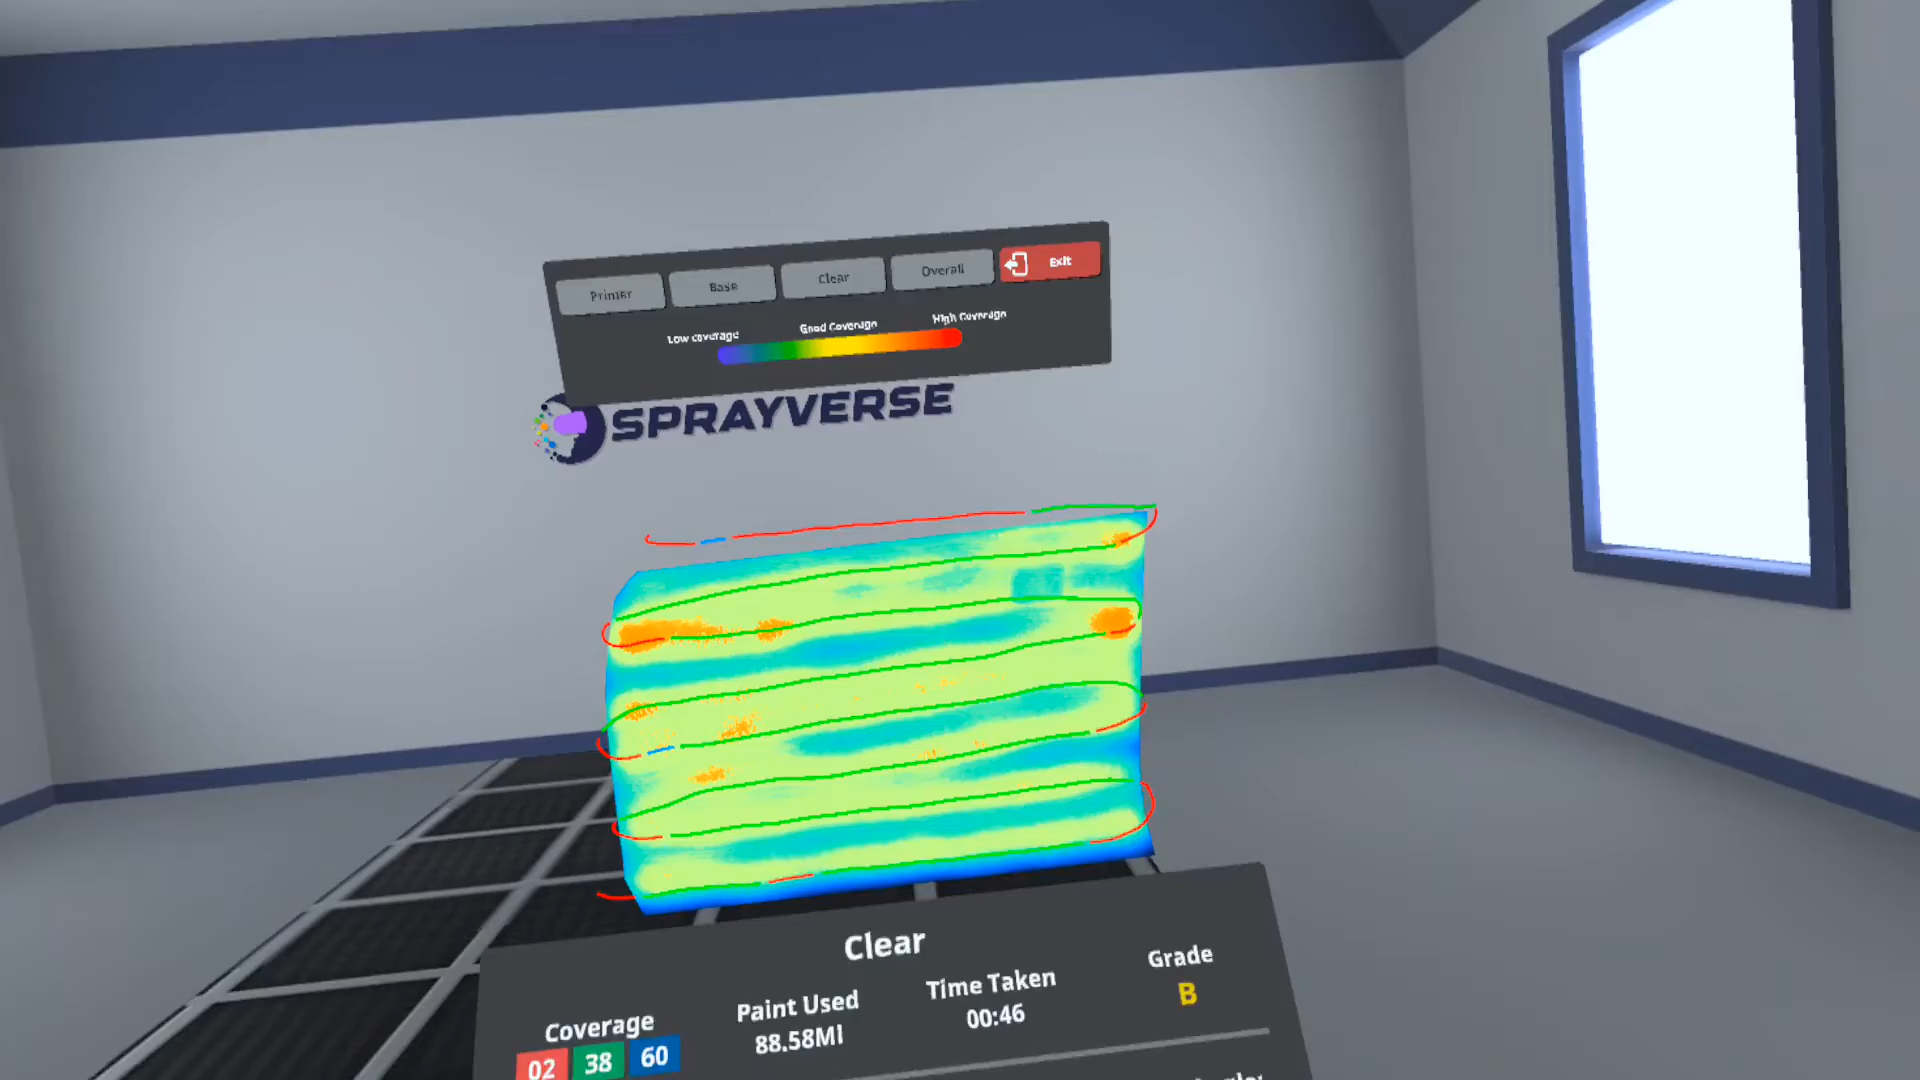 Primer
Base
Clear
Overall
Exit
Low coverage
Good Coverage
High Coverage
SPRAYVERSE
Clear
Coverage
02 38 60
Paint Used
88.58Ml
Time Taken
00:46
Grade
B